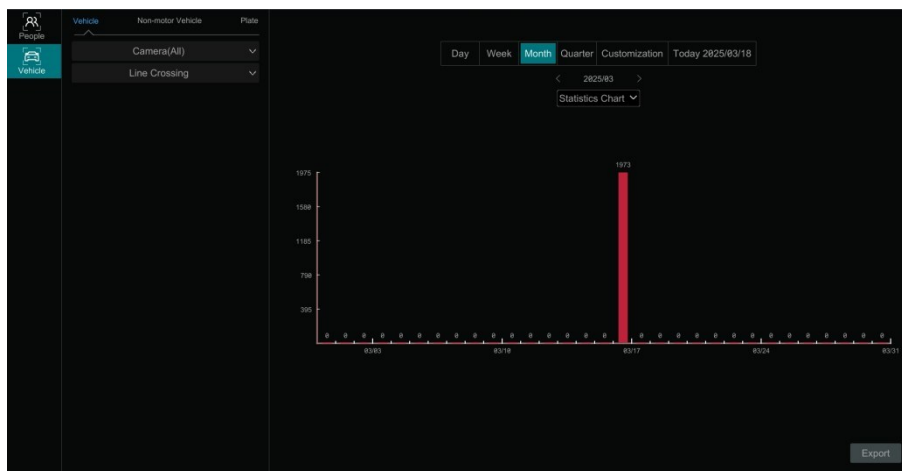 People
Vehicle
Vehicle Non-motor Vehicle Plate
Camera(All)
Line Crossing
Day Week Month Quarter Customization Today 2025/03/18
2025/03
Statistics Chart
1973
1975
1580
1185
790
395
0 0 0 0 0 0 0 0 0 0 0 0 0 0 0 0 0 0 0 0 0 0 0 0 0 0 0 0 0 0
03/03 03/10 03/17 03/24 03/31
Export